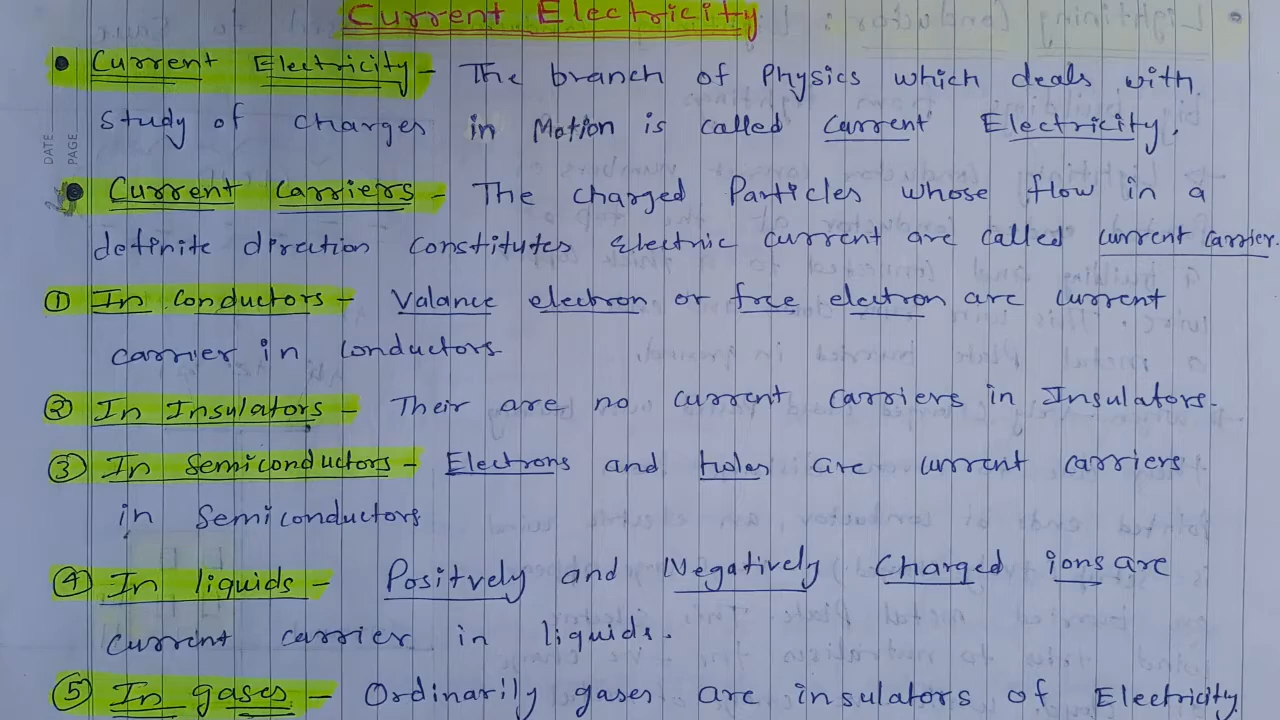 Current Electricity
• Current Electricity - The branch of Physics which deals with
study of charges in Motion is called Current Electricity.
DATE
PAGE
• Current carriers - The charged Particles whose flow in a
definite diraction constitutes Electric current are called current carrier.
① In conductors - Valance electron or free electron are current
carrier in conductors
② In Insulators - Their are no current carriers in Insulators.
③ In Semiconductors - Electrons and holes are current carriers
in Semiconductors
④ In liquids - Positvely and Negatively Charged ions are
current carrier in liquids.
⑤ In gases - Ordinarily gases are insulators of Electricity.